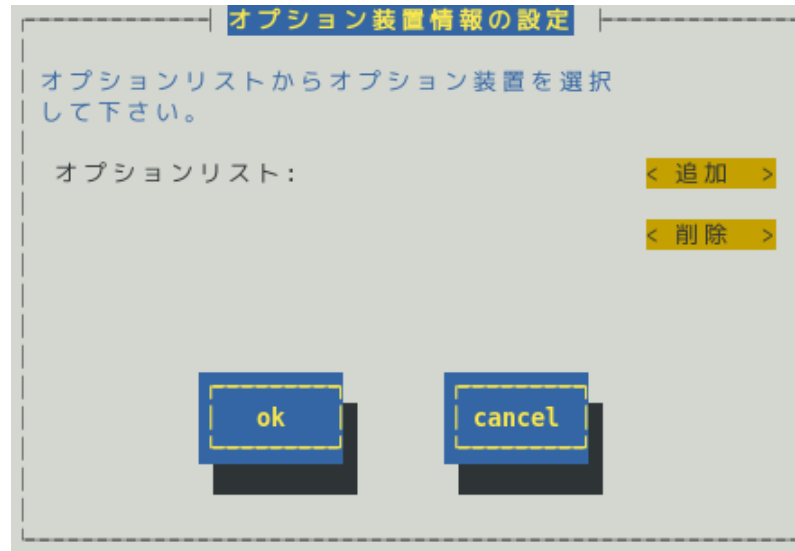 オプション装置情報の設定
オプションリストからオプション装置を選択
して下さい。
オプションリスト: < 追加 >
< 削除 >
ok cancel